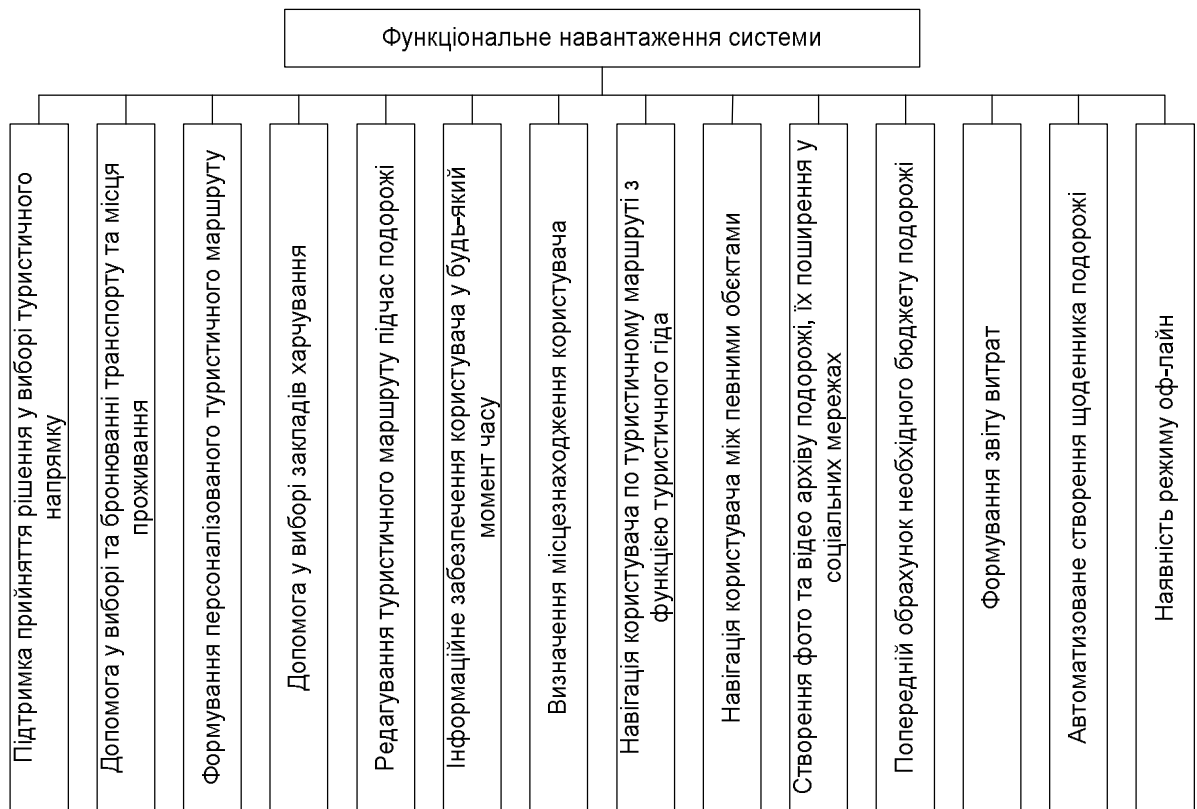 Функціональне навантаження системи
Підтримка прийняття рішення у виборі туристичного
напрямку
Допомога у виборі та бронюванні транспорту та місця
проживання
Формування персоналізованого туристичного маршруту
Допомога у виборі закладів харчування
Редагування туристичного маршруту підчас подорожі
Інформаційне забезпечення користувача у будь-який
момент часу
Визначення місцезнаходження користувача
Навігація користувача по туристичному маршруті з
функцією туристичного гіда
Навігація користувача між певними обєктами
Створення фото та відео архіву подорожі, їх поширення у
соціальних мережах
Попередній обрахунок необхідного бюджету подорожі
Формування звіту витрат
Автоматизоване створення щоденника подорожі
Наявність режиму оф-лайн